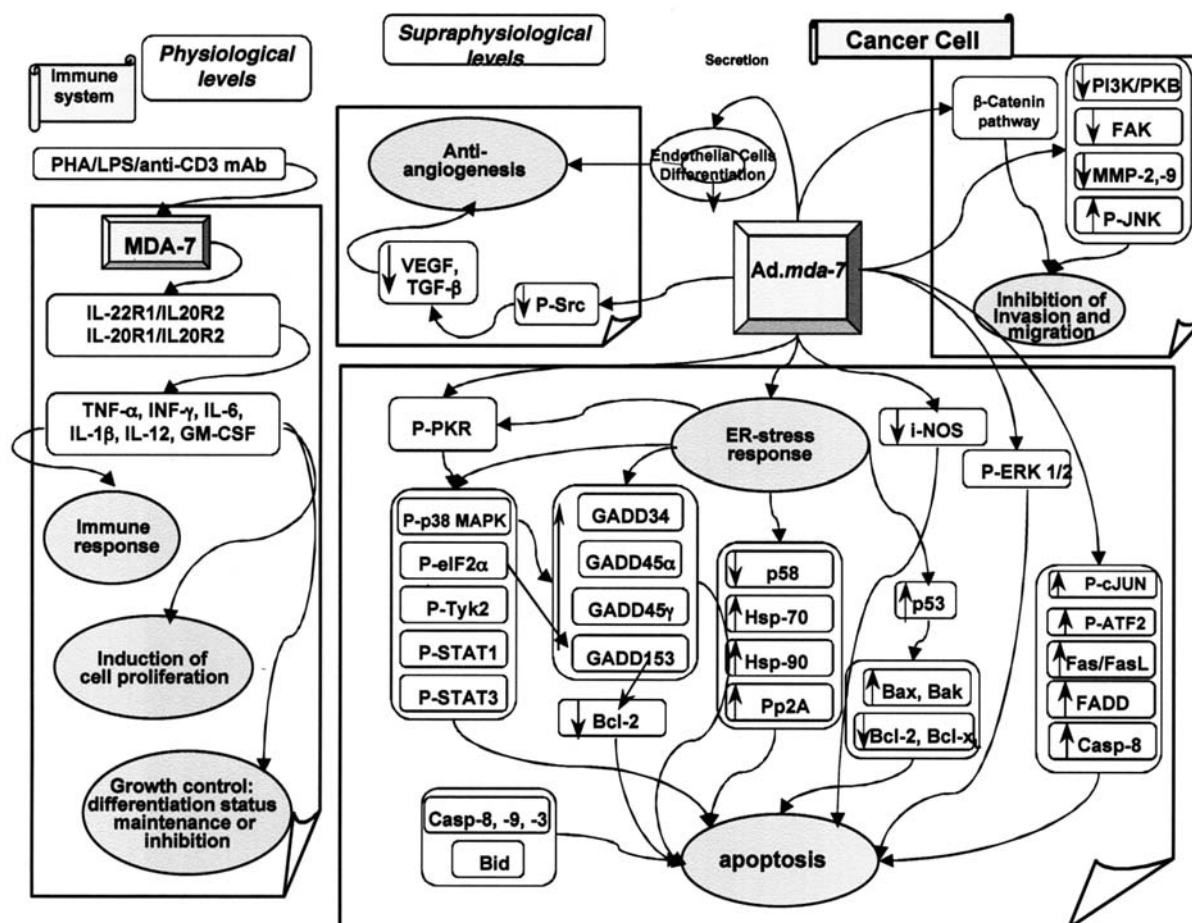 Immune
system
Physiological
levels
PHA/LPS/anti-CD3 mAb
MDA-7
IL-22R1/IL20R2
IL-20R1/IL20R2
TNF-α, INF-γ, IL-6,
IL-1β, IL-12, GM-CSF
Immune
response
Induction of
cell proliferation
Growth control:
differentiation status
maintenance or
inhibition
Supraphysiological
levels
Secretion
Anti-
angiogenesis
Endothelial Cells
Differentiation
VEGF,
TGF-β
P-Src
Ad.mda-7
Cancer Cell
β-Catenin
pathway
PI3K/PKB
FAK
MMP-2,-9
P-JNK
Inhibition of
Invasion and
migration
P-PKR
ER-stress
response
i-NOS
P-ERK 1/2
P-p38 MAPK
P-eIF2α
P-Tyk2
P-STAT1
P-STAT3
GADD34
GADD45α
GADD45γ
GADD153
Bcl-2
p58
Hsp-70
Hsp-90
Pp2A
p53
Bax, Bak
Bcl-2, Bcl-xL
P-cJUN
P-ATF2
Fas/FasL
FADD
Casp-8
Casp-8, -9, -3
Bid
apoptosis